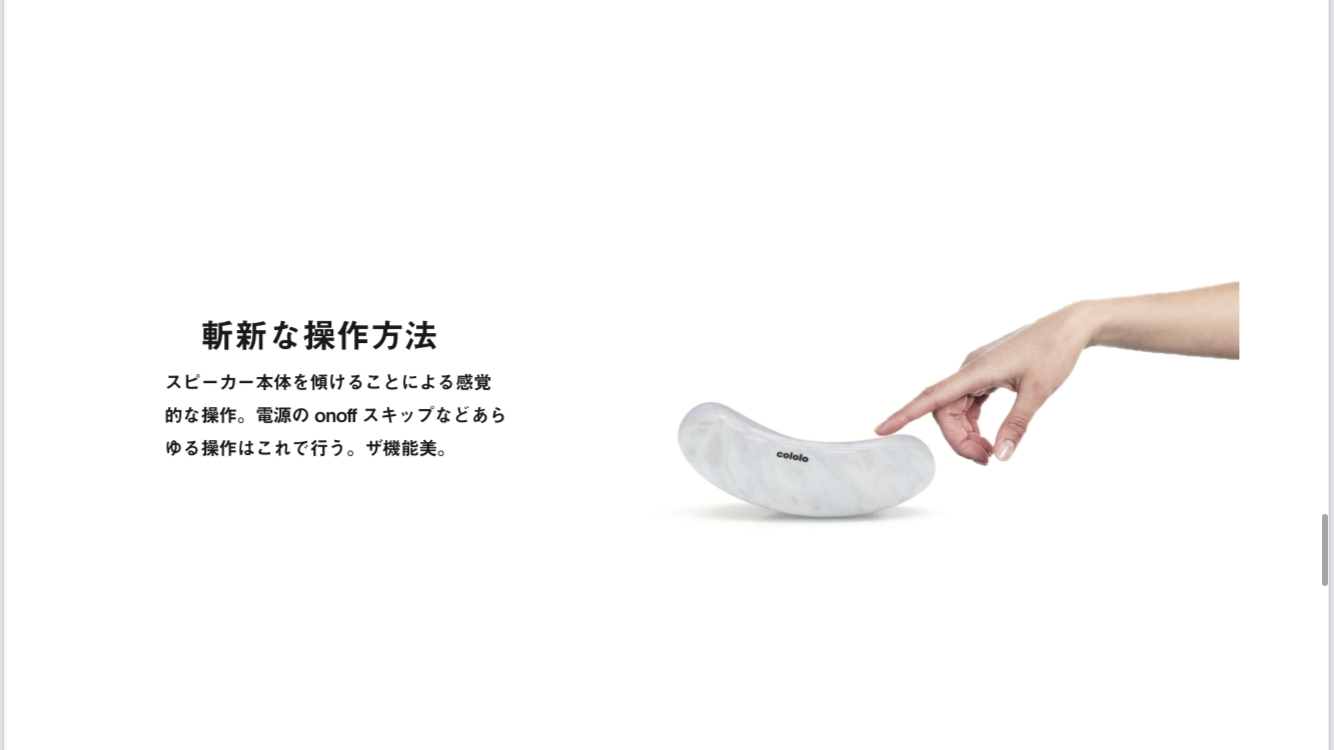 斬新な操作方法
スピーカー本体を傾けることによる感覚
的な操作。電源の onoff スキップなどあら
ゆる操作はこれで行う。ザ機能美。
cololo